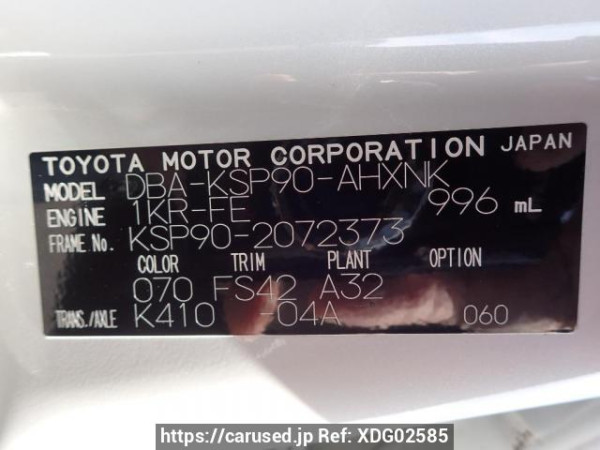 TOYOTA MOTOR CORPORATION JAPAN
MODEL DBA-KSP90-AHXNK
ENGINE 1KR-FE 996 mL
FRAME No. KSP90-2072373
COLOR TRIM PLANT OPTION
070 FS42 A32
TRANS./AXLE K410 -04A 060
https://carused.jp Ref: XDG02585